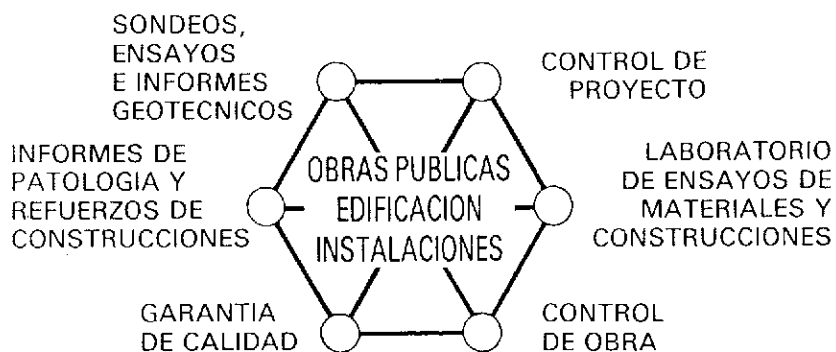 SONDEOS,
ENSAYOS
E INFORMES
GEOTECNICOS
CONTROL DE
PROYECTO
INFORMES DE
PATOLOGIA Y
REFUERZOS DE
CONSTRUCCIONES
OBRAS PUBLICAS
EDIFICACION
INSTALACIONES
LABORATORIO
DE ENSAYOS DE
MATERIALES Y
CONSTRUCCIONES
GARANTIA
DE CALIDAD
CONTROL
DE OBRA